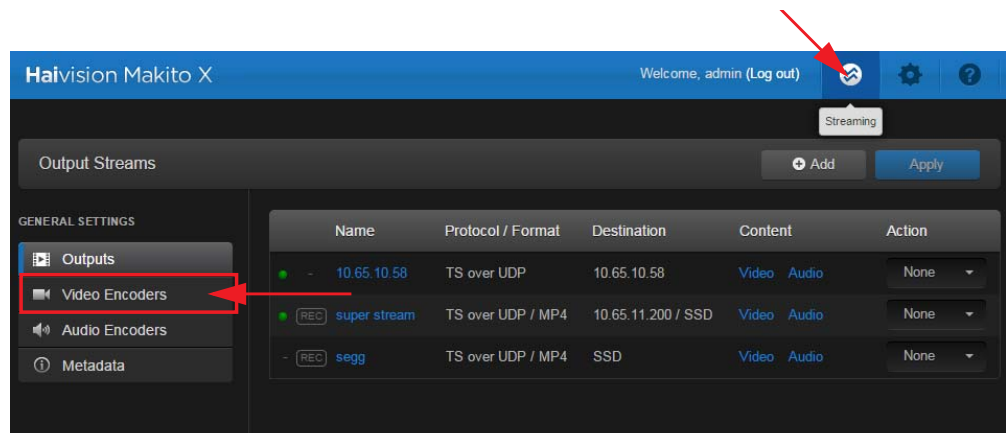 Haivision Makito X
Welcome, admin (Log out)
Streaming
Output Streams
Add
Apply
GENERAL SETTINGS
Outputs
Video Encoders
Audio Encoders
Metadata
Name Protocol / Format Destination Content Action
- 10.65.10.58 TS over UDP 10.65.10.58 Video Audio None
REC super stream TS over UDP / MP4 10.65.11.200 / SSD Video Audio None
- REC segg TS over UDP / MP4 SSD Video Audio None